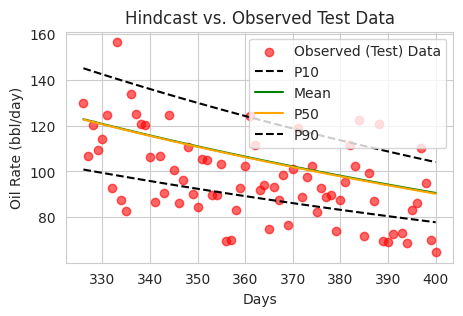 Hindcast vs. Observed Test Data
Oil Rate (bbl/day)
160
140
120
100
80
Observed (Test) Data
P10
Mean
P50
P90
330 340 350 360 370 380 390 400
Days